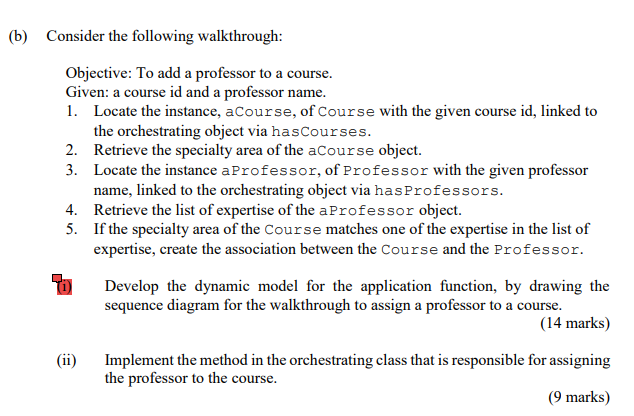 (b) Consider the following walkthrough:
Objective: To add a professor to a course.
Given: a course id and a professor name.
1. Locate the instance, aCourse, of Course with the given course id, linked to
the orchestrating object via hasCourses.
2. Retrieve the specialty area of the aCourse object.
3. Locate the instance aProfessor, of Professor with the given professor
name, linked to the orchestrating object via hasProfessors.
4. Retrieve the list of expertise of the aProfessor object.
5. If the specialty area of the Course matches one of the expertise in the list of
expertise, create the association between the Course and the Professor.
(i) Develop the dynamic model for the application function, by drawing the
sequence diagram for the walkthrough to assign a professor to a course.
(14 marks)
(ii) Implement the method in the orchestrating class that is responsible for assigning
the professor to the course.
(9 marks)